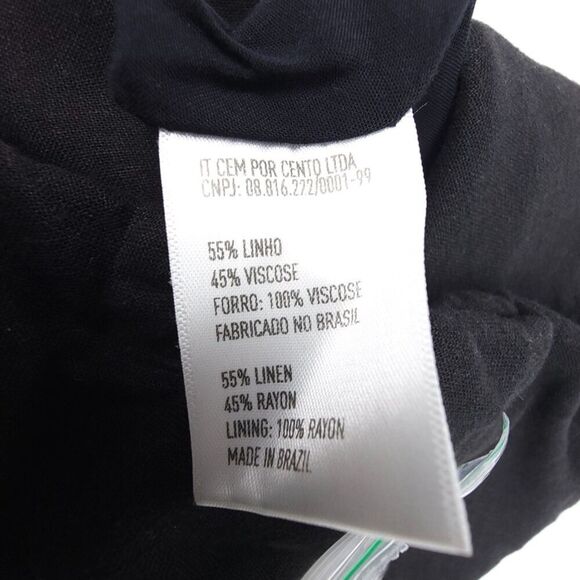 IT CEM POR CENTO LTDA
CNPJ: 08.816.272/0001-99
55% LINHO
45% VISCOSE
FORRO: 100% VISCOSE
FABRICADO NO BRASIL
55% LINEN
45% RAYON
LINING: 100% RAYON
MADE IN BRAZIL